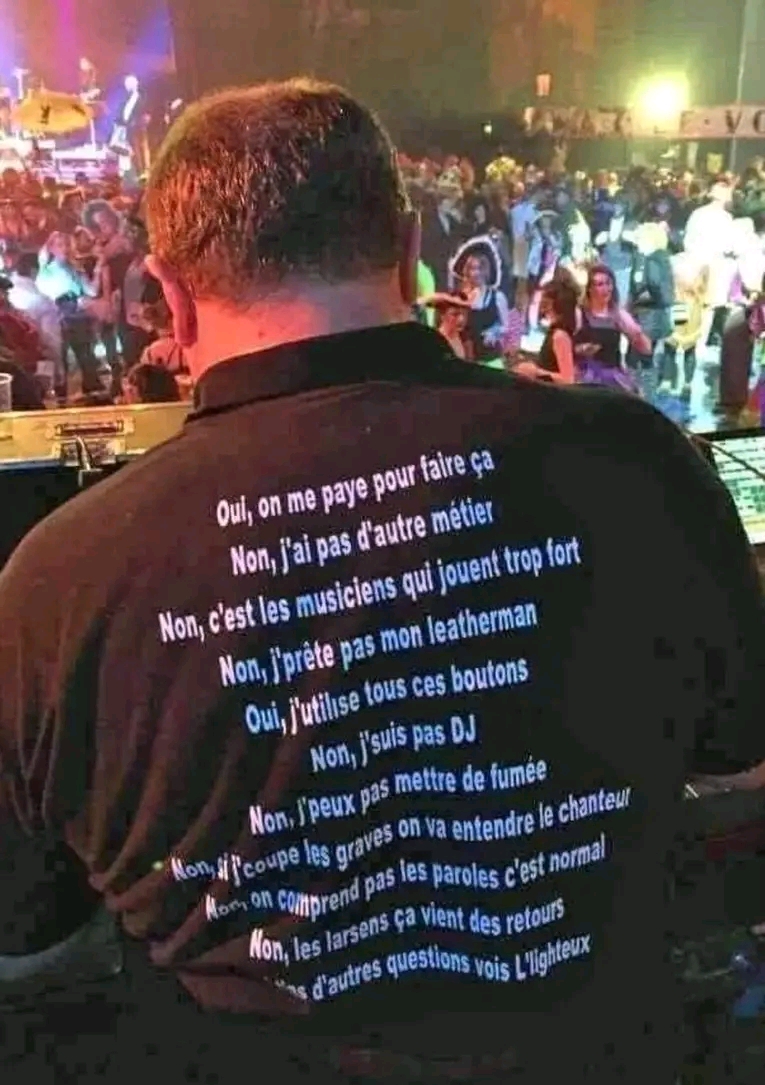 Oui, on me paye pour faire ça
Non, j'ai pas d'autre métier
Non, c'est les musiciens qui jouent trop fort
Non, j'prête pas mon leatherman
Oui, j'utilise tous ces boutons
Non, j'suis pas DJ
Non, j'peux pas mettre de fumée
Non, si j'coupe les graves on va entendre le chanteur
Non, on comprend pas les paroles c'est normal
Non, les larsens ça vient des retours
d'autres questions vois L'lighteux